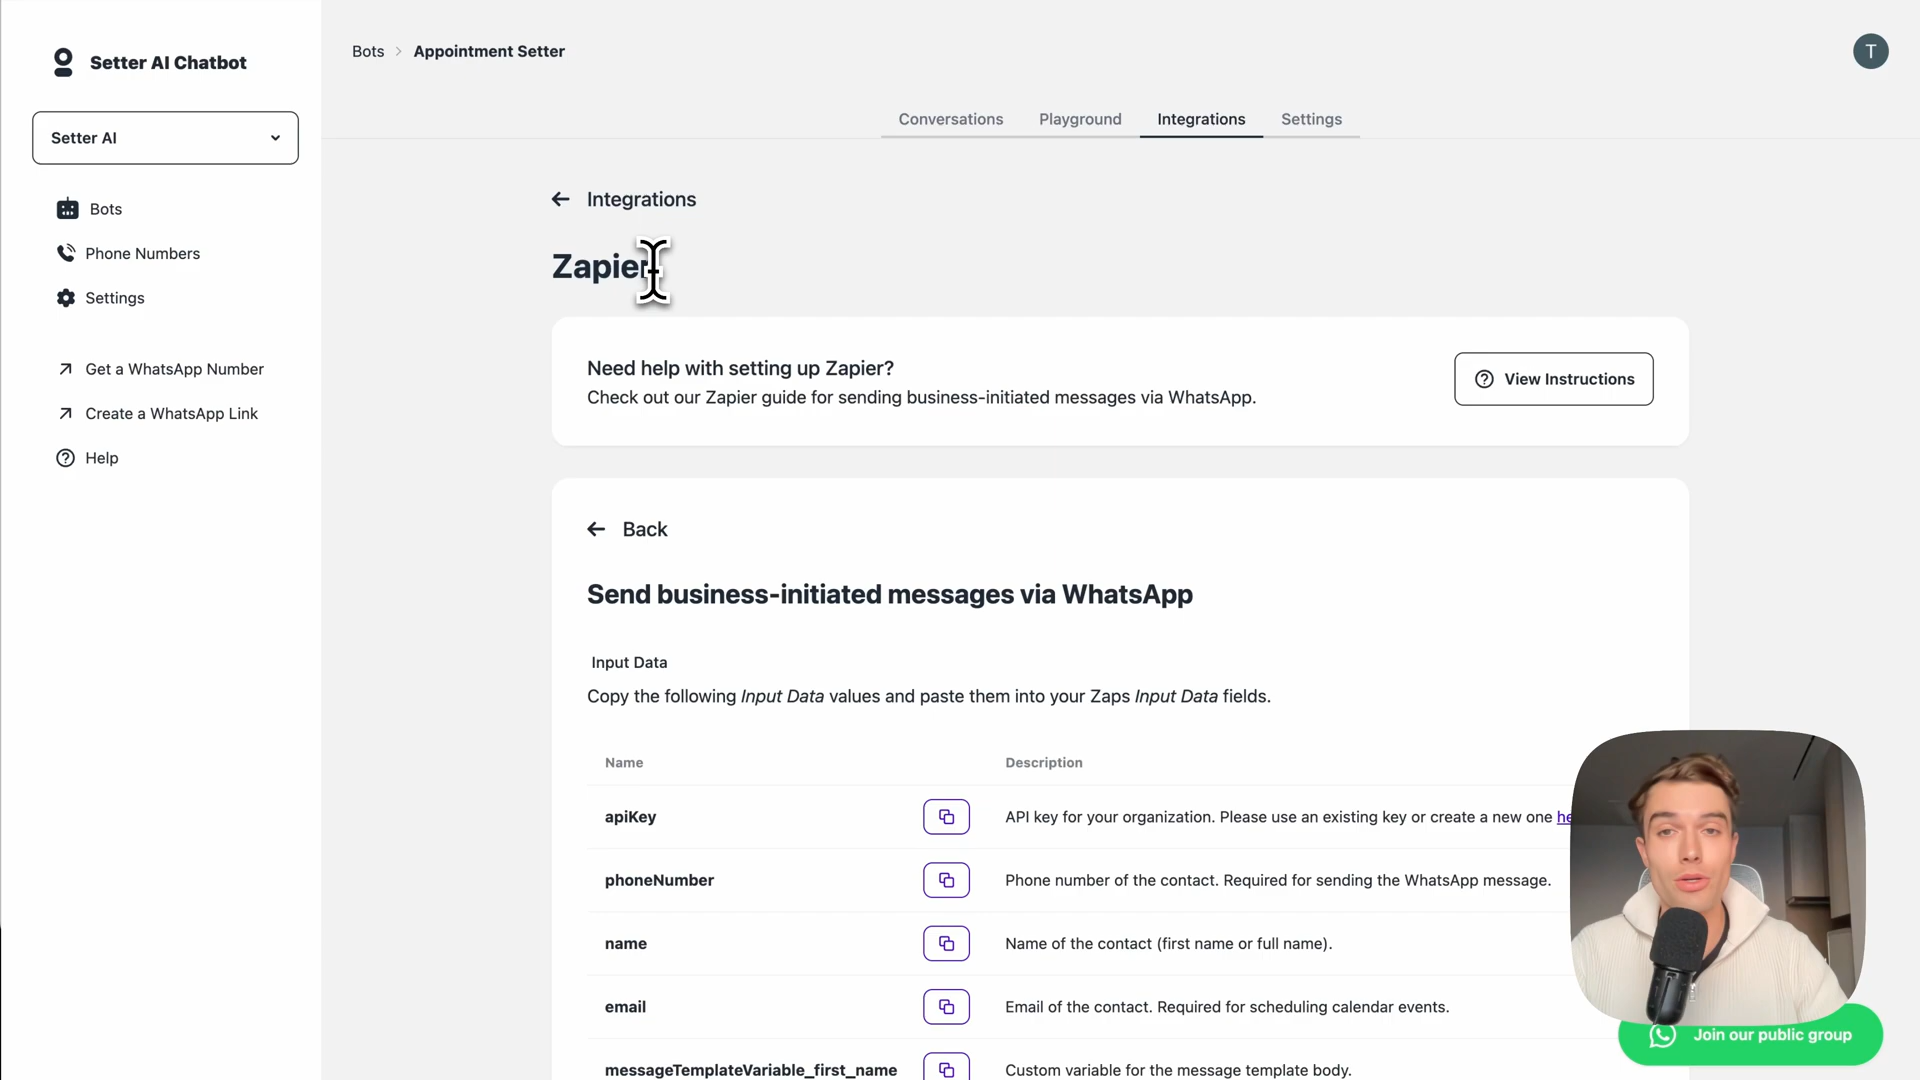 Setter AI Chatbot
Setter AI
Bots
Phone Numbers
Settings
Get a WhatsApp Number
Create a WhatsApp Link
Help
Bots > Appointment Setter
T
Conversations
Playground
Integrations
Settings
Integrations
Zapier
Need help with setting up Zapier?
Check out our Zapier guide for sending business-initiated messages via WhatsApp.
View Instructions
Back
Send business-initiated messages via WhatsApp
Input Data
Copy the following Input Data values and paste them into your Zaps Input Data fields.
Name Description
apiKey API key for your organization. Please use an existing key or create a new one
phoneNumber Phone number of the contact. Required for sending the WhatsApp message.
name Name of the contact (first name or full name).
email Email of the contact. Required for scheduling calendar events.
messageTemplateVariable_first_name Custom variable for the message template body.
Join our public group